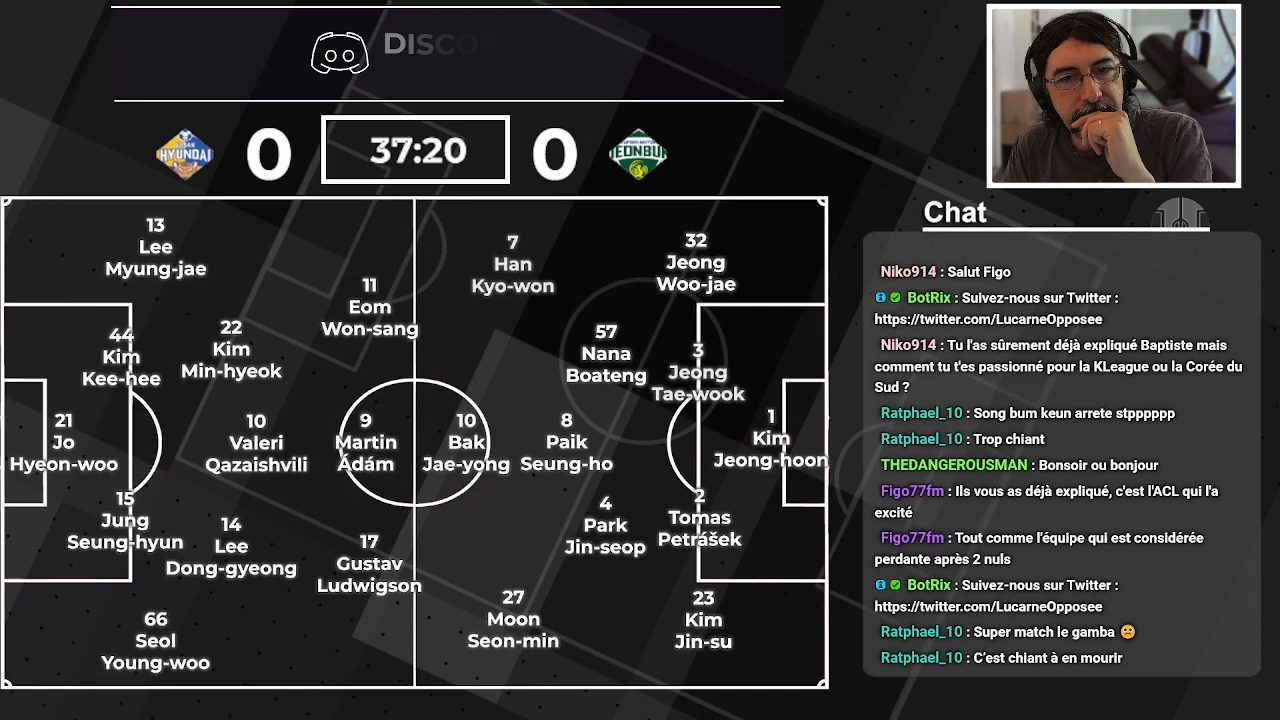 DISCO
HYUNDAI
0
37:20
0
13
Lee
Myung-jae
7
Han
Kyo-won
32
Jeong
Woo-jae
11
Eom
Won-sang
44
Kim
Kee-hee
22
Kim
Min-hyeok
57
Nana
Boateng
3
Jeong
Tae-wook
21
Jo
Hyeon-woo
10
Valeri
Qazaishvili
9
Martin
Ádám
10
Bak
Jae-yong
8
Paik
Seung-ho
1
Kim
Jeong-hoon
15
Jung
Seung-hyun
14
Lee
Dong-gyeong
17
Gustav
Ludwigson
4
Park
Jin-seop
2
Tomas
Petrášek
66
Seol
Young-woo
27
Moon
Seon-min
23
Kim
Jin-su
Chat
Niko914 : Salut Figo
BotRix : Suivez-nous sur Twitter :
https://twitter.com/LucarneOpposee
Niko914 : Tu l'as sûrement déjà expliqué Baptiste mais
comment tu t'es passionné pour la KLeague ou la Corée du
Sud ?
Ratphael_10 : Song bum keun arrete stpppppp
Ratphael_10 : Trop chiant
THEDANGEROUSMAN : Bonsoir ou bonjour
Figo77fm : Ils vous as déjà expliqué, c'est l'ACL qui l'a
excité
Figo77fm : Tout comme l'équipe qui est considérée
perdante après 2 nuls
BotRix : Suivez-nous sur Twitter :
https://twitter.com/LucarneOpposee
Ratphael_10 : Super match le gamba 🙁
Ratphael_10 : C'est chiant à en mourir